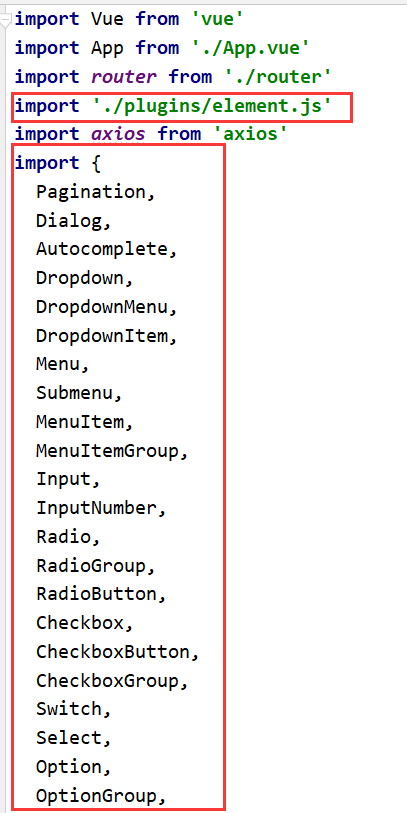 import Vue from 'vue'
import App from './App.vue'
import router from './router'
import './plugins/element.js'
import axios from 'axios'
import {
  Pagination,
  Dialog,
  Autocomplete,
  Dropdown,
  DropdownMenu,
  DropdownItem,
  Menu,
  Submenu,
  MenuItem,
  MenuItemGroup,
  Input,
  InputNumber,
  Radio,
  RadioGroup,
  RadioButton,
  Checkbox,
  CheckboxButton,
  CheckboxGroup,
  Switch,
  Select,
  Option,
  OptionGroup,